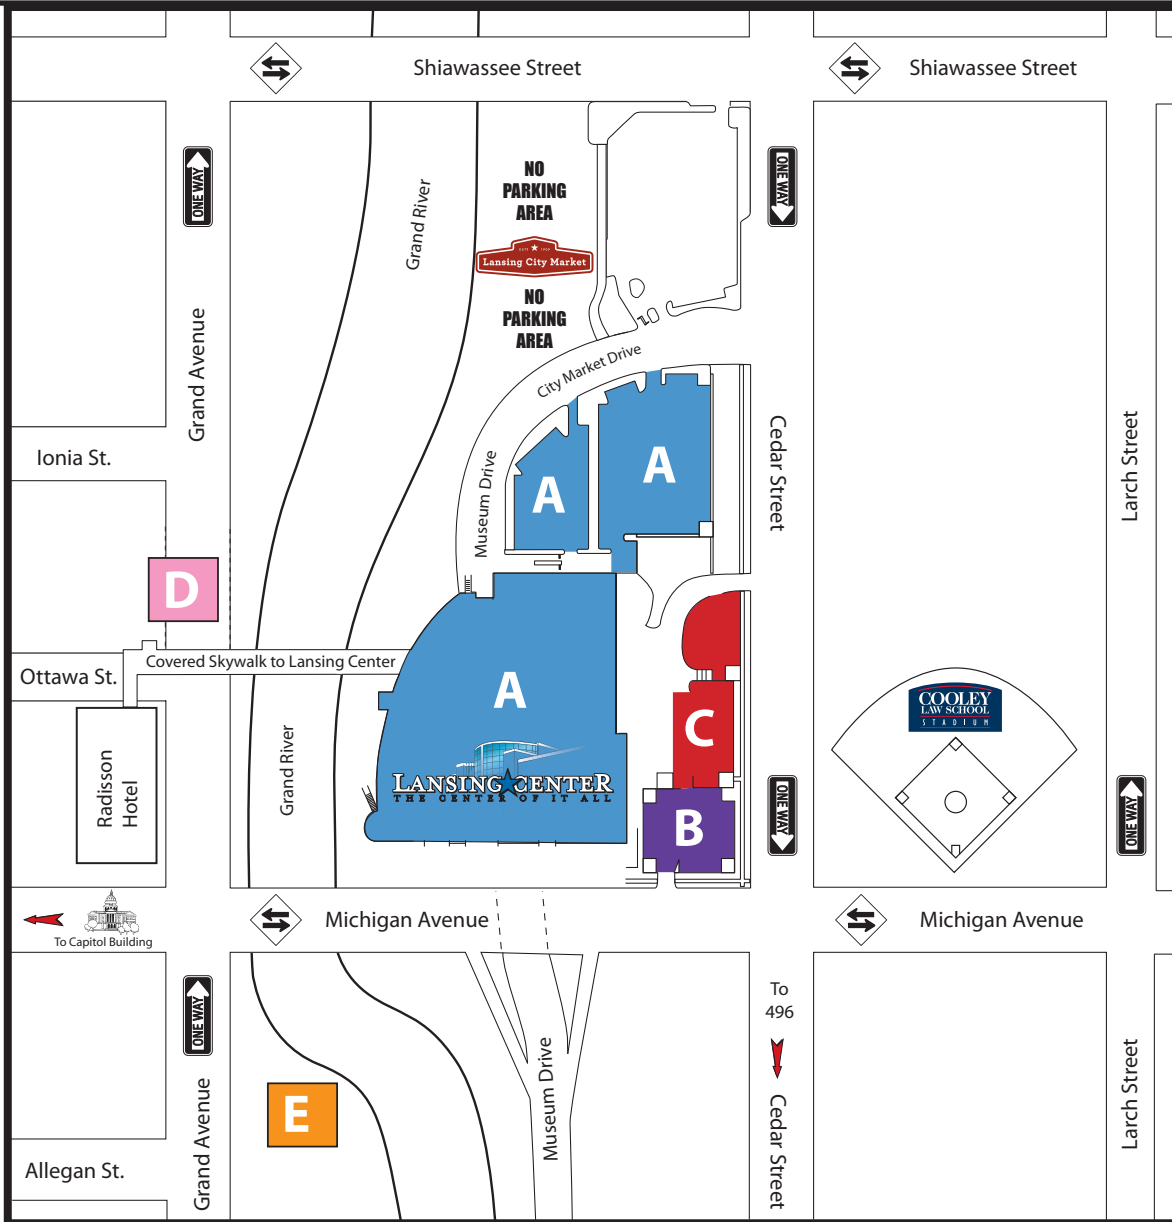 Shiawassee Street
Shiawassee Street
ONE WAY
NO
PARKING
AREA
ONE WAY
Grand River
Lansing City Market
NO
PARKING
AREA
City Market Drive
Grand Avenue
Ionia St.
Museum Drive
A
A
Cedar Street
Larch Street
D
Covered Skywalk to Lansing Center
Ottawa St.
A
COOLEY
LAW SCHOOL
STADIUM
C
Radisson
Hotel
Grand River
LANSING CENTER
THE CENTER OF IT ALL
B
ONE WAY
ONE WAY
To Capitol Building
Michigan Avenue
Michigan Avenue
ONE WAY
To
496
Museum Drive
E
Grand Avenue
Cedar Street
Larch Street
Allegan St.